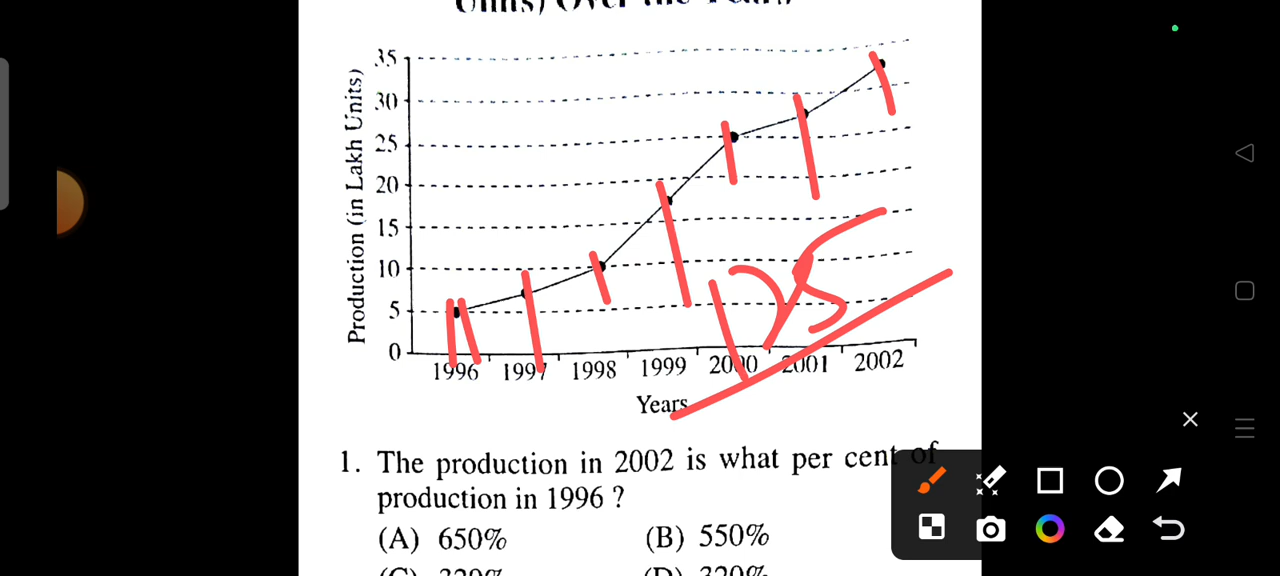 Production (in Lakh Units)
35
30
25
20
15
10
5
0
1996 1997 1998 1999 2000 2001 2002
Years
1. The production in 2002 is what per cent of
production in 1996 ?
(A) 650% (B) 550%